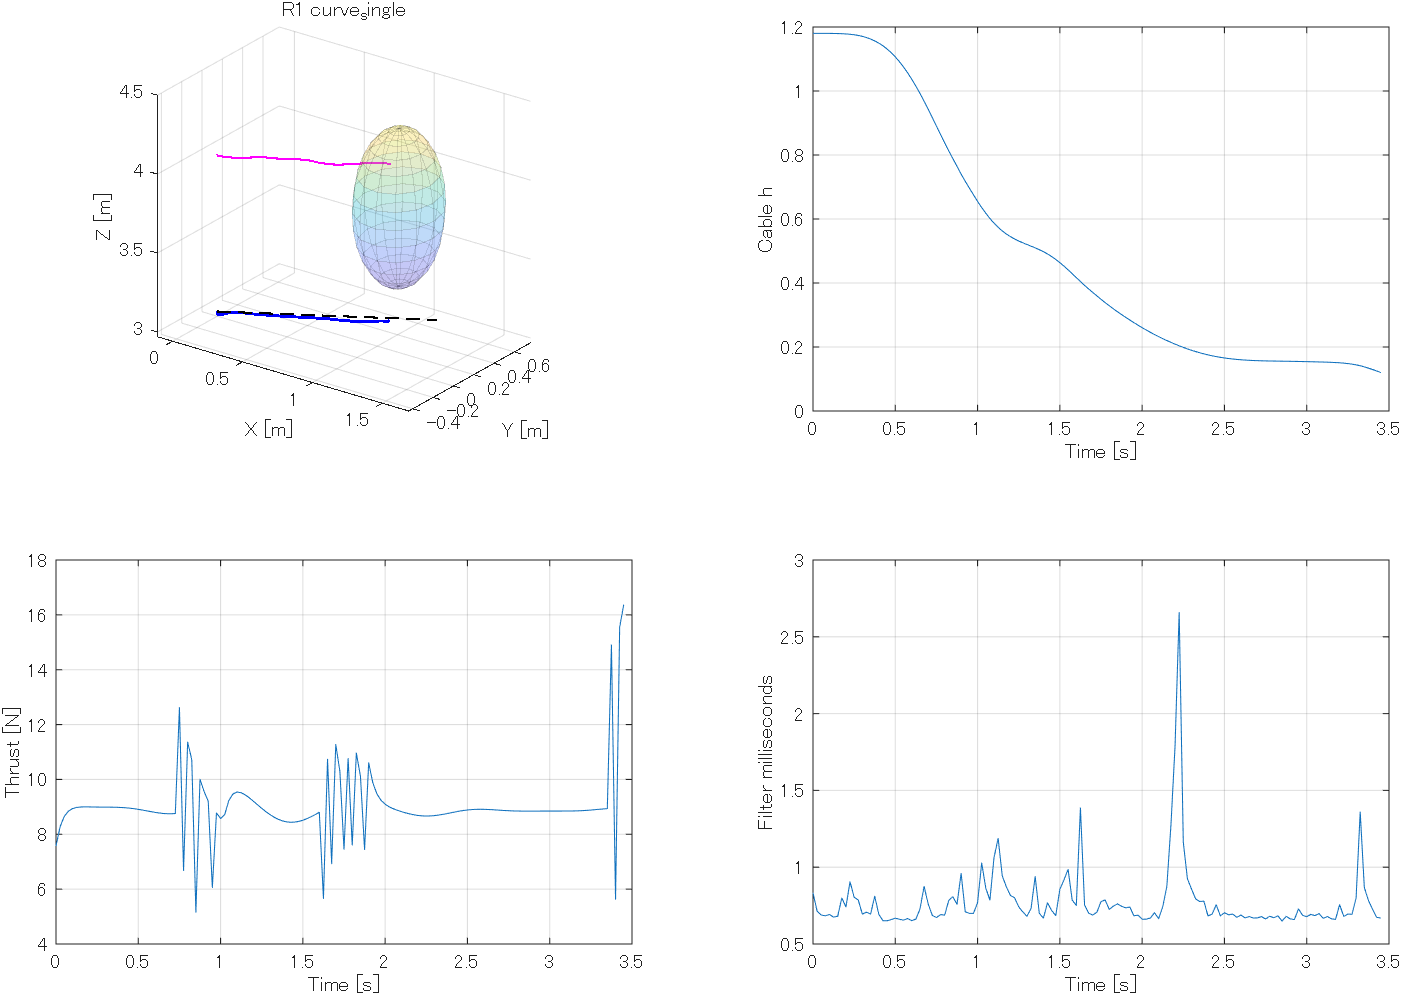 R1 curvesingle
4.5
4
3.5
3
Z [m]
0
0.5
1
1.5
X [m]
−0.4
−0.2
0
0.2
0.4
0.6
Y [m]
1.2
1
0.8
0.6
0.4
0.2
0
Cable h
0 0.5 1 1.5 2 2.5 3 3.5
Time [s]
18
16
14
12
10
8
6
4
Thrust [N]
0 0.5 1 1.5 2 2.5 3 3.5
Time [s]
3
2.5
2
1.5
1
0.5
Filter milliseconds
0 0.5 1 1.5 2 2.5 3 3.5
Time [s]